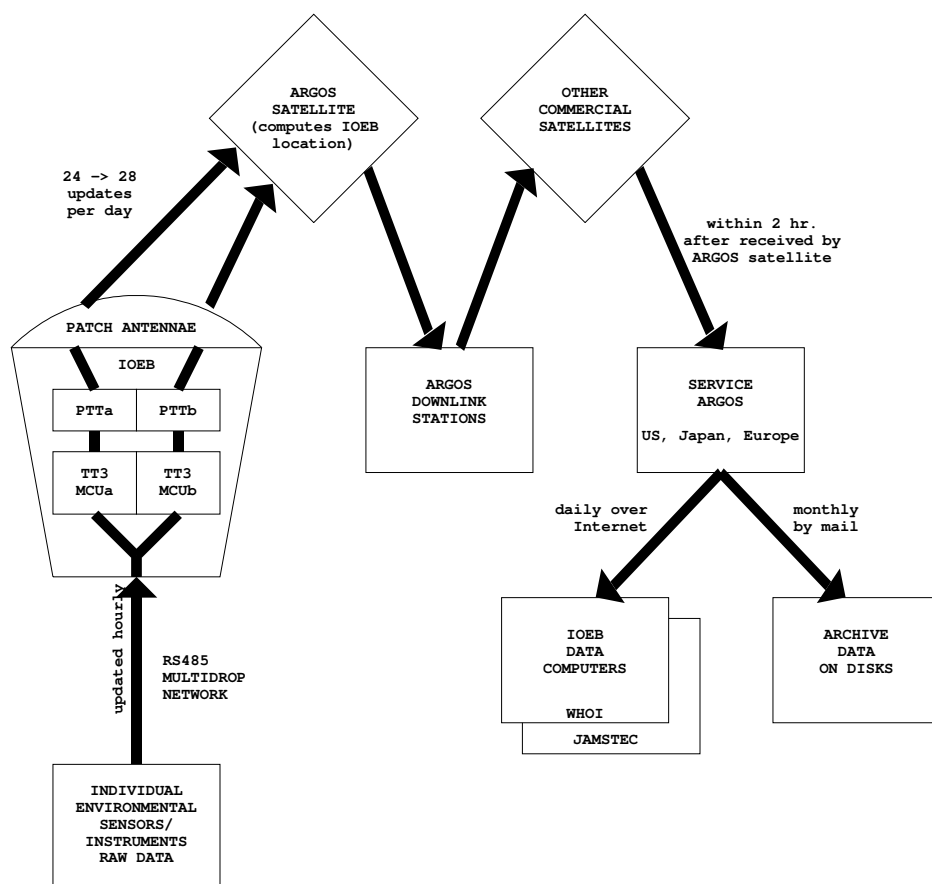 ARGOS
SATELLITE
(computes IOEB
location)
OTHER
COMMERCIAL
SATELLITES
24 -> 28
updates
per day
within 2 hr.
after received by
ARGOS satellite
PATCH ANTENNAE
IOEB
PTTa
PTTb
TT3
MCUa
TT3
MCUb
ARGOS
DOWNLINK
STATIONS
SERVICE
ARGOS
US, Japan, Europe
daily over
Internet
monthly
by mail
updated hourly
RS485
MULTIDROP
NETWORK
IOEB
DATA
COMPUTERS
WHOI
JAMSTEC
ARCHIVE
DATA
ON DISKS
INDIVIDUAL
ENVIRONMENTAL
SENSORS/
INSTRUMENTS
RAW DATA